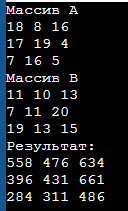 Массив A
18 8 16
17 19 4
7 16 5
Массив B
11 10 13
7 11 20
19 13 15
Результат:
558 476 634
396 431 661
284 311 486